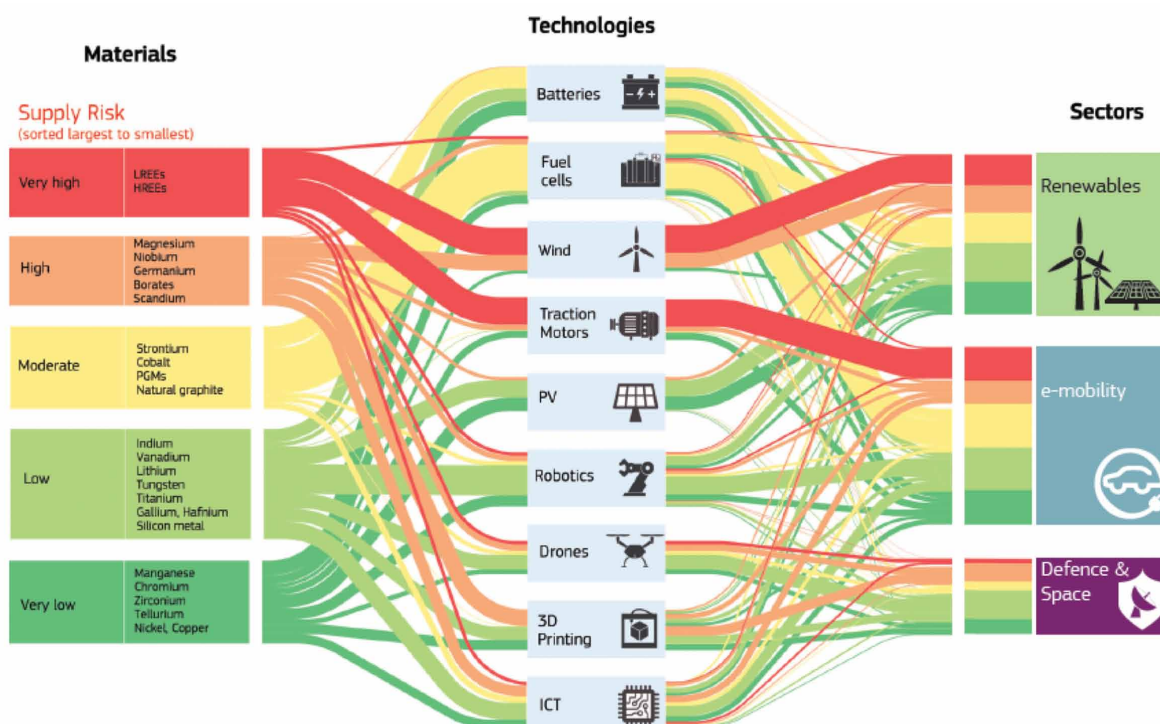 Technologies
Materials
Supply Risk
(sorted largest to smallest)
Very high
LREEs
HREEs
High
Magnesium
Niobium
Germanium
Borates
Scandium
Moderate
Strontium
Cobalt
PGMs
Natural graphite
Low
Indium
Vanadium
Lithium
Tungsten
Titanium
Gallium, Hafnium
Silicon metal
Very low
Manganese
Chromium
Zirconium
Tellurium
Nickel, Copper
Batteries
Fuel
cells
Wind
Traction
Motors
PV
Robotics
Drones
3D
Printing
ICT
Sectors
Renewables
e-mobility
Defence &
Space